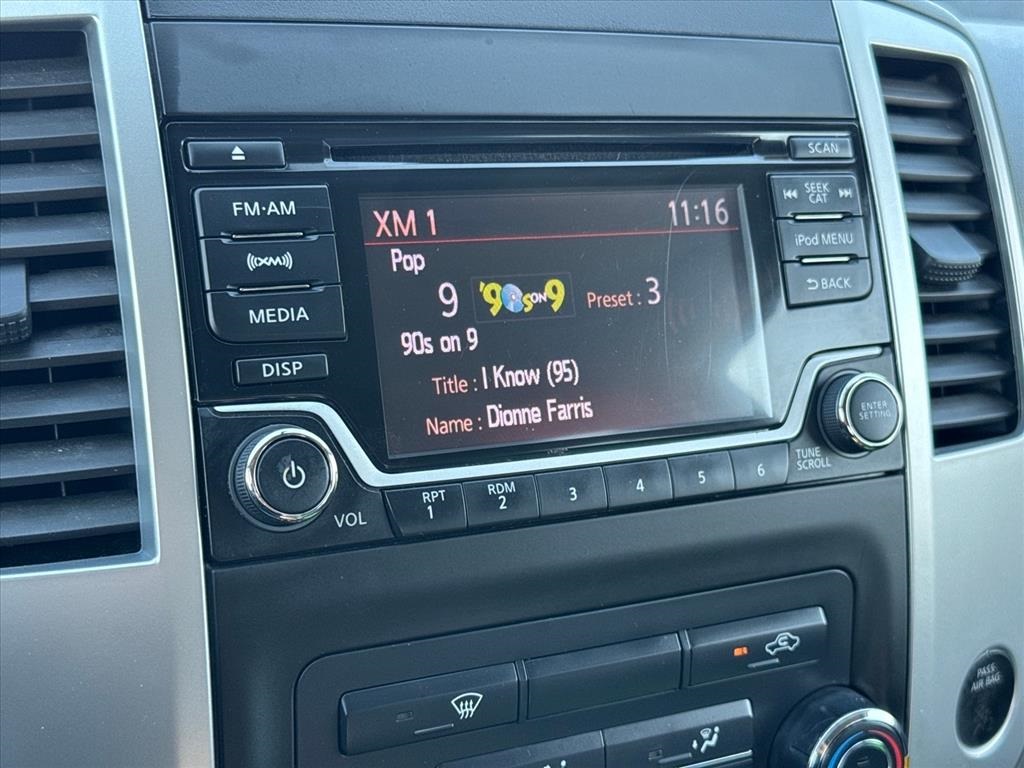 SCAN
FM·AM
SEEK
CAT
((XM))
iPod MENU
MEDIA
BACK
DISP
XM 1 11:16
Pop
9 '90s ON 9 Preset : 3
90s on 9
Title : I Know (95)
Name : Dionne Farris
ENTER
SETTING
TUNE
SCROLL
VOL
RPT
1
RDM
2
3
4
5
6
PASS
AIR BAG